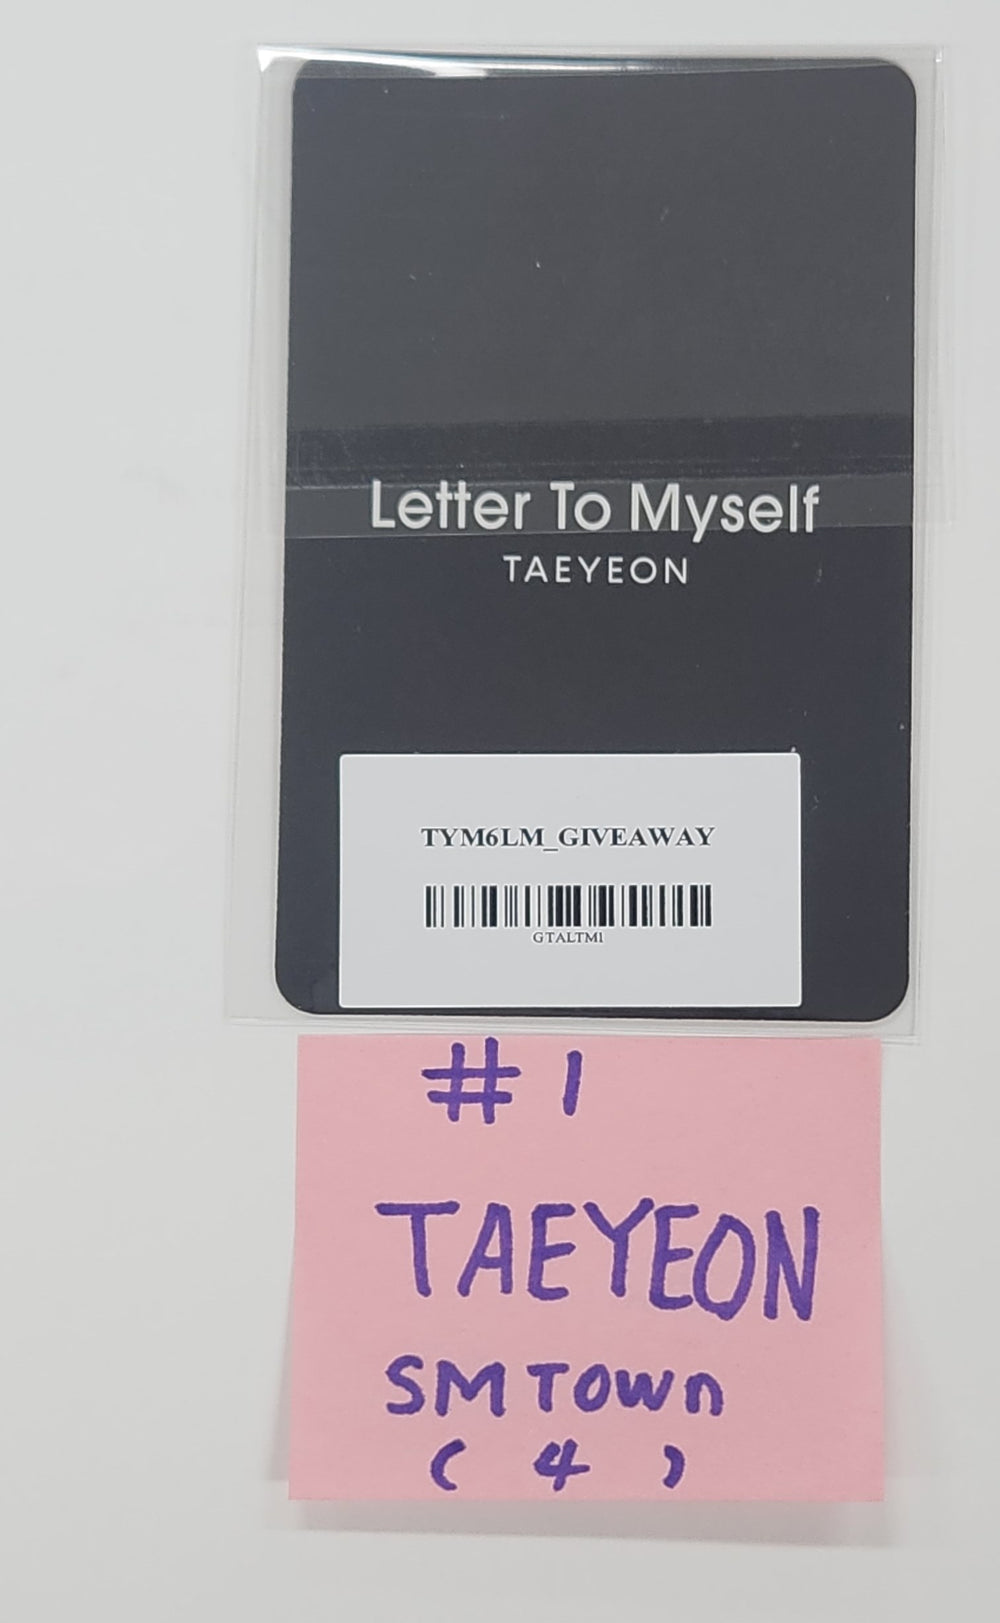 Letter To Myself
TAEYEON
TYM6LM_GIVEAWAY
GTALTM1
#1
TAEYEON
SMTOWn
(4)